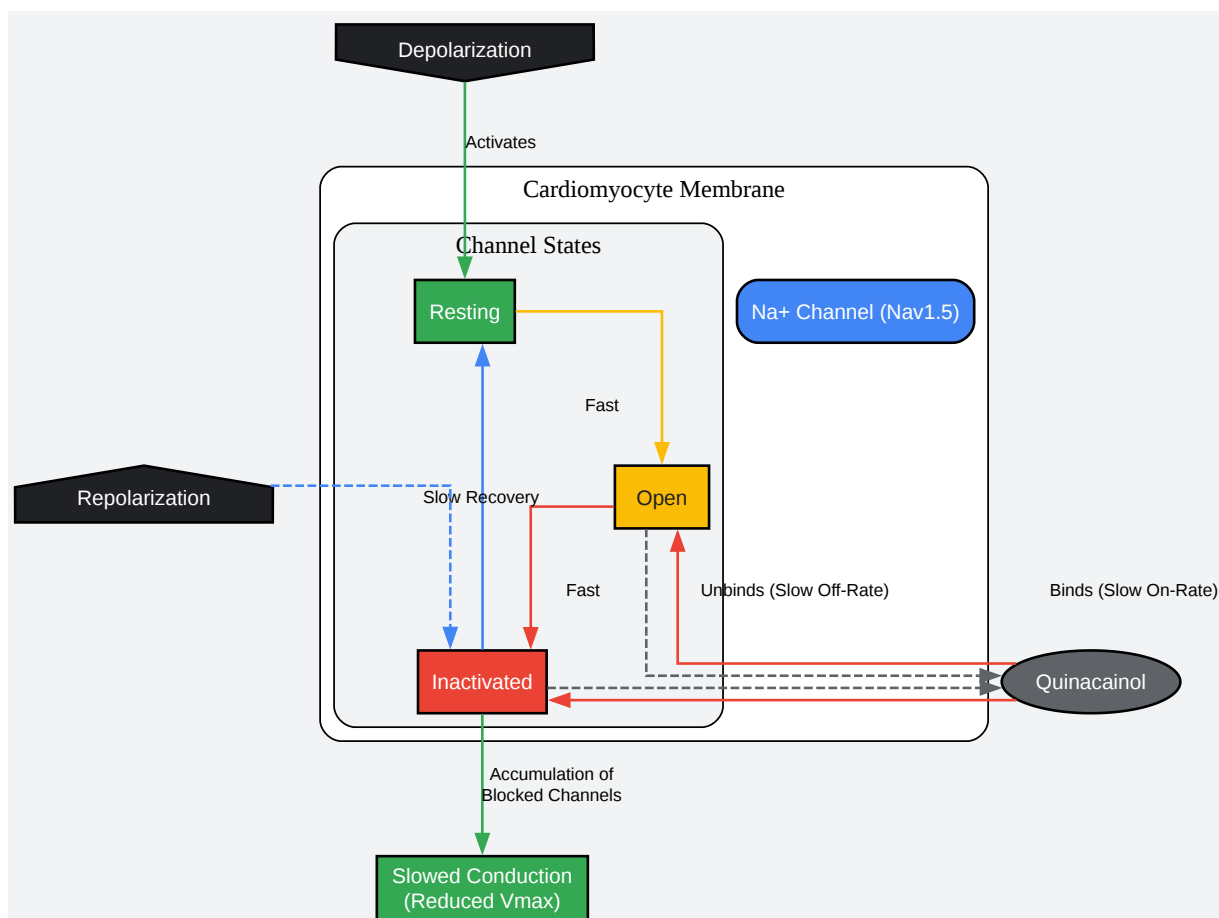 Depolarization
Activates
Cardiomyocyte Membrane
Channel States
Resting
Na+ Channel (Nav1.5)
Fast
Repolarization
Slow Recovery
Open
Fast
Unbinds (Slow Off-Rate)
Binds (Slow On-Rate)
Inactivated
Quinacainol
Accumulation of
Blocked Channels
Slowed Conduction
(Reduced Vmax)